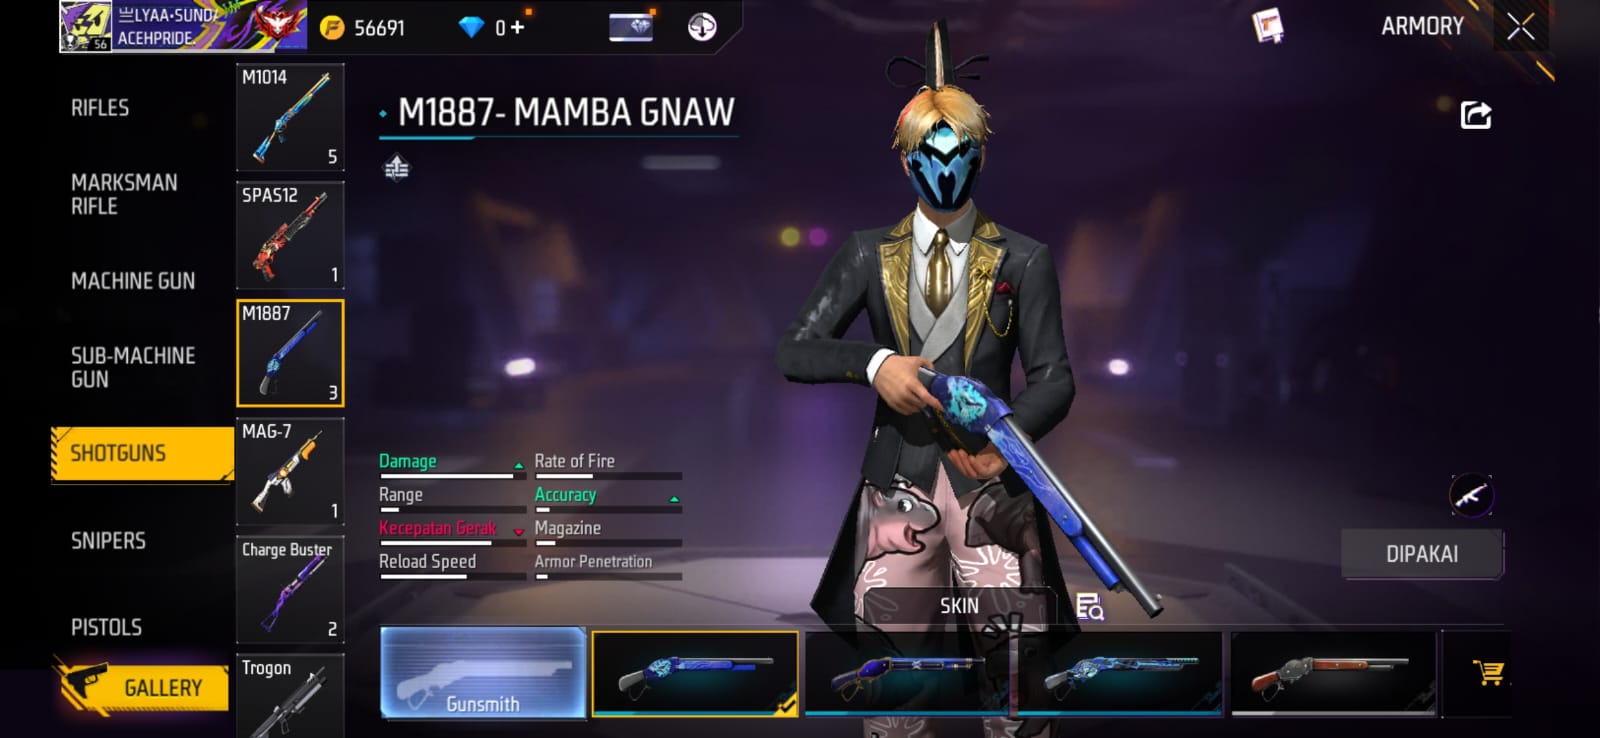 LYAA•SUND/
ACEHPRIDE
56
56691
0 +
ARMORY
RIFLES
MARKSMAN
RIFLE
MACHINE GUN
SUB-MACHINE
GUN
SHOTGUNS
SNIPERS
PISTOLS
GALLERY
M1014
5
SPAS12
1
M1887
3
MAG-7
1
Charge Buster
2
Trogon
M1887- MAMBA GNAW
Damage
Rate of Fire
Range
Accuracy
Kecepatan Gerak
Magazine
Reload Speed
Armor Penetration
DIPAKAI
SKIN
Gunsmith